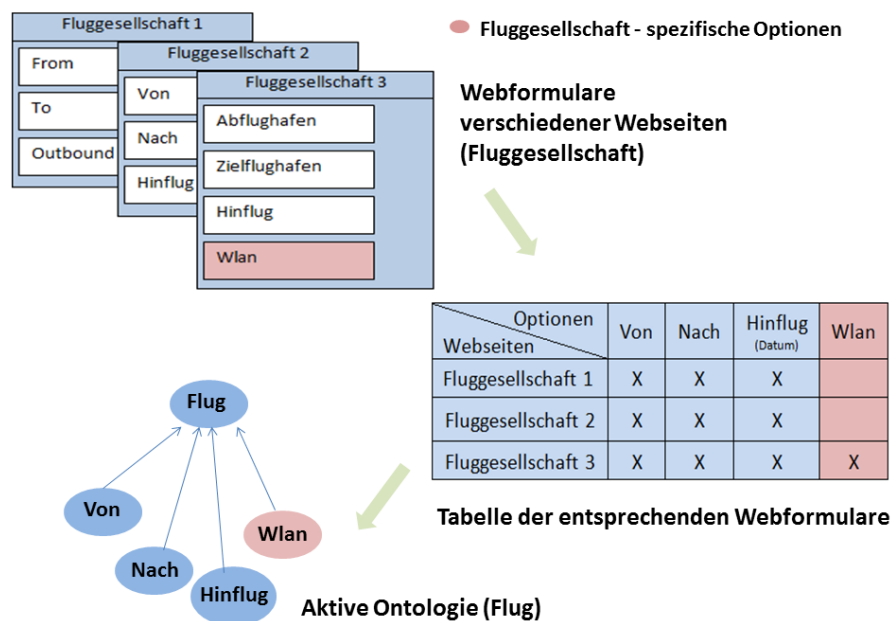 Fluggesellschaft 1
From
To
Outbound
Fluggesellschaft 2
Von
Nach
Hinflug
Fluggesellschaft 3
Abflughafen
Zielflughafen
Hinflug
Wlan
Fluggesellschaft - spezifische Optionen
Webformulare
verschiedener Webseiten
(Fluggesellschaft)
Optionen
Webseiten
Von
Nach
Hinflug
(Datum)
Wlan
Fluggesellschaft 1 X X X
Fluggesellschaft 2 X X X
Fluggesellschaft 3 X X X X
Tabelle der entsprechenden Webformulare
Flug
Von
Nach
Hinflug
Wlan
Aktive Ontologie (Flug)